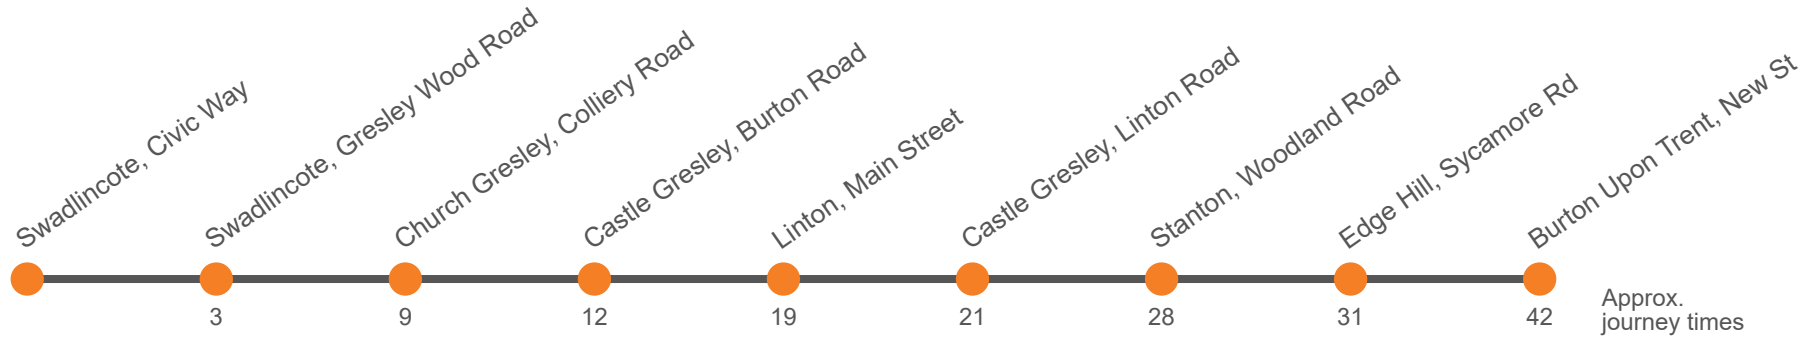 Swadlincote, Civic Way
Swadlincote, Gresley Wood Road
Church Gresley, Colliery Road
Castle Gresley, Burton Road
Linton, Main Street
Castle Gresley, Linton Road
Stanton, Woodland Road
Edge Hill, Sycamore Rd
Burton Upon Trent, New St
3
9
12
19
21
28
31
42
Approx.
journey times